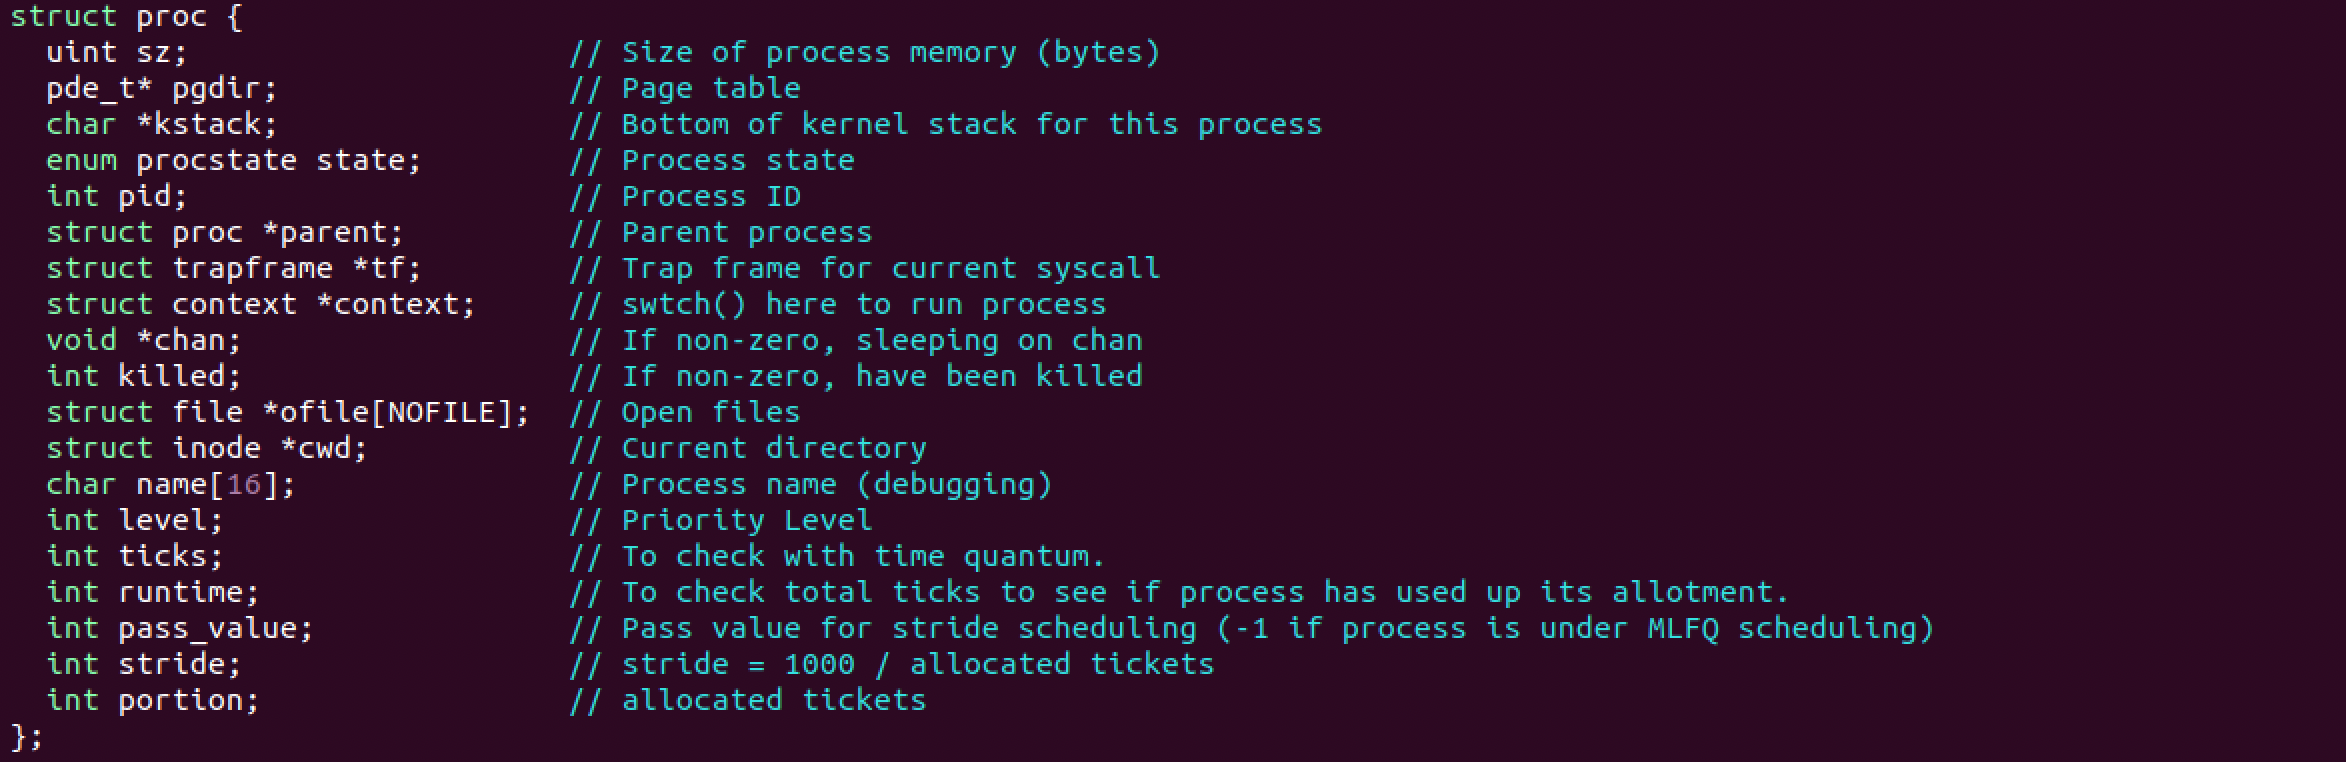 struct proc {
  uint sz;                     // Size of process memory (bytes)
  pde_t* pgdir;                // Page table
  char *kstack;                // Bottom of kernel stack for this process
  enum procstate state;        // Process state
  int pid;                     // Process ID
  struct proc *parent;         // Parent process
  struct trapframe *tf;        // Trap frame for current syscall
  struct context *context;     // swtch() here to run process
  void *chan;                  // If non-zero, sleeping on chan
  int killed;                  // If non-zero, have been killed
  struct file *ofile[NOFILE];  // Open files
  struct inode *cwd;           // Current directory
  char name[16];               // Process name (debugging)
  int level;                   // Priority Level
  int ticks;                   // To check with time quantum.
  int runtime;                 // To check total ticks to see if process has used up its allotment.
  int pass_value;              // Pass value for stride scheduling (-1 if process is under MLFQ scheduling)
  int stride;                  // stride = 1000 / allocated tickets
  int portion;                 // allocated tickets
};